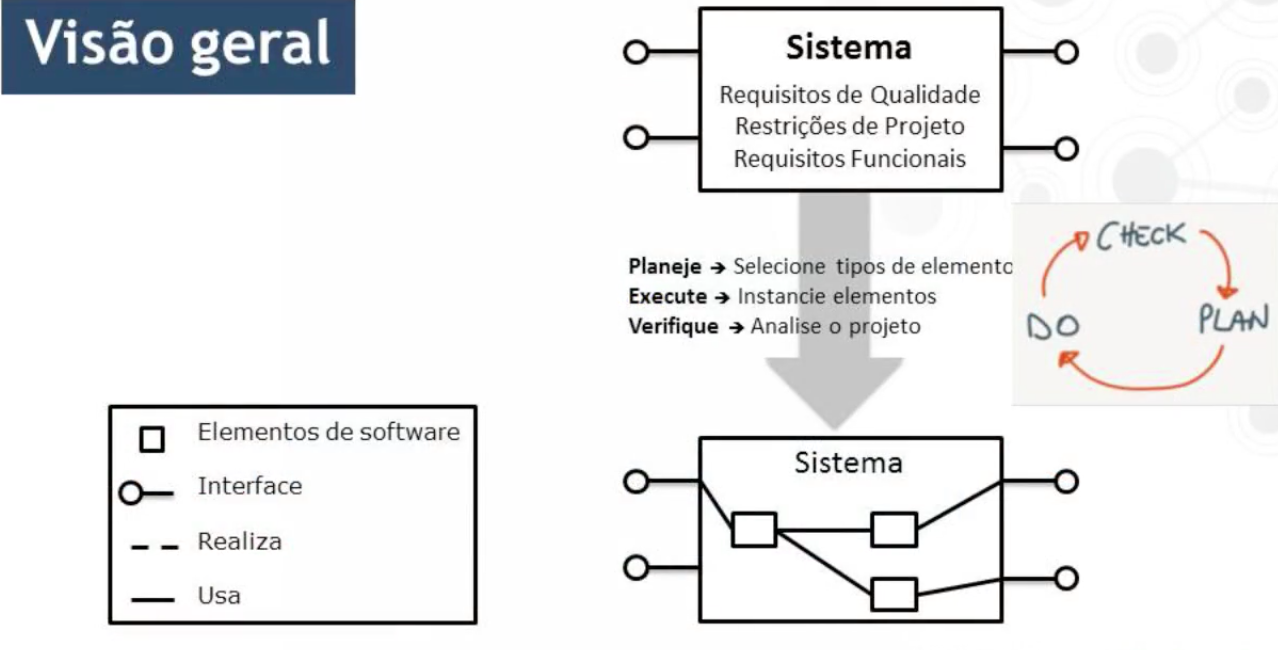 Visão geral
Sistema
Requisitos de Qualidade
Restrições de Projeto
Requisitos Funcionais
Planeje → Selecione tipos de elemento
Execute → Instancie elementos
Verifique → Analise o projeto
CHECK
DO
PLAN
Elementos de software
Interface
Realiza
Usa
Sistema